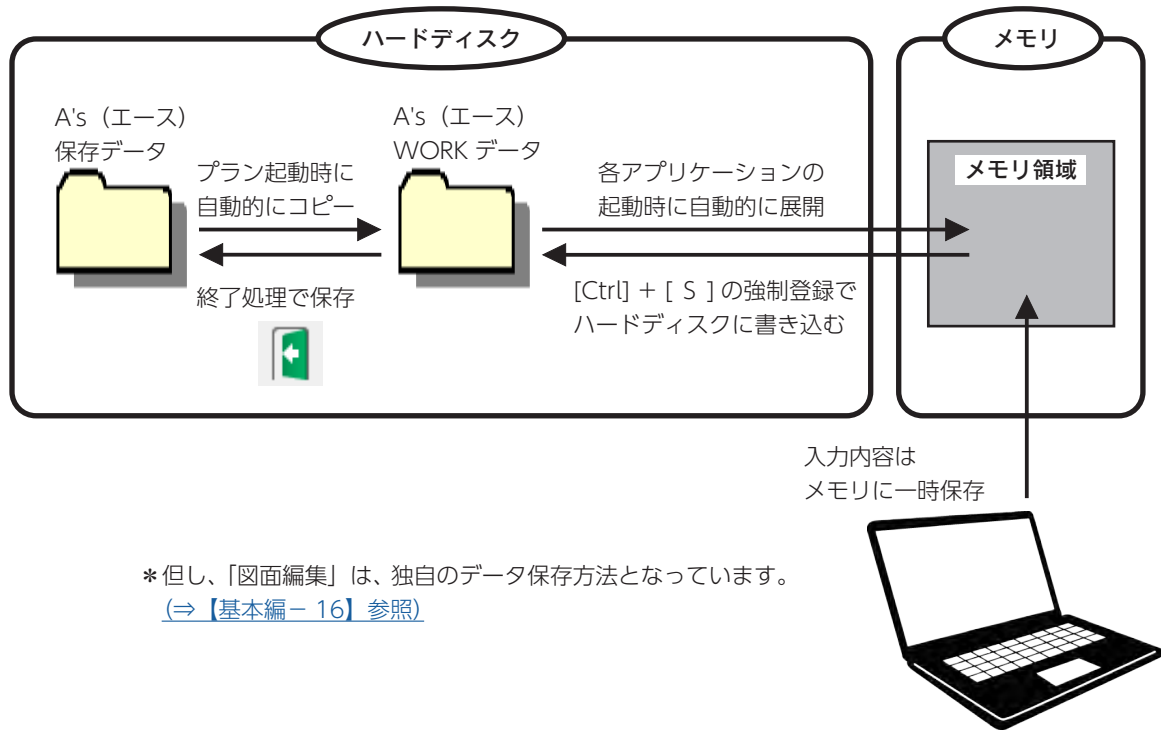 ハードディスク
メモリ
A's（エース）
保存データ
プラン起動時に
自動的にコピー
終了処理で保存
A's（エース）
WORK データ
各アプリケーションの
起動時に自動的に展開
[Ctrl] + [ S ] の強制登録で
ハードディスクに書き込む
メモリ領域
入力内容は
メモリに一時保存
＊但し、「図面編集」は、独自のデータ保存方法となっています。
(⇒【基本編－ 16】参照)